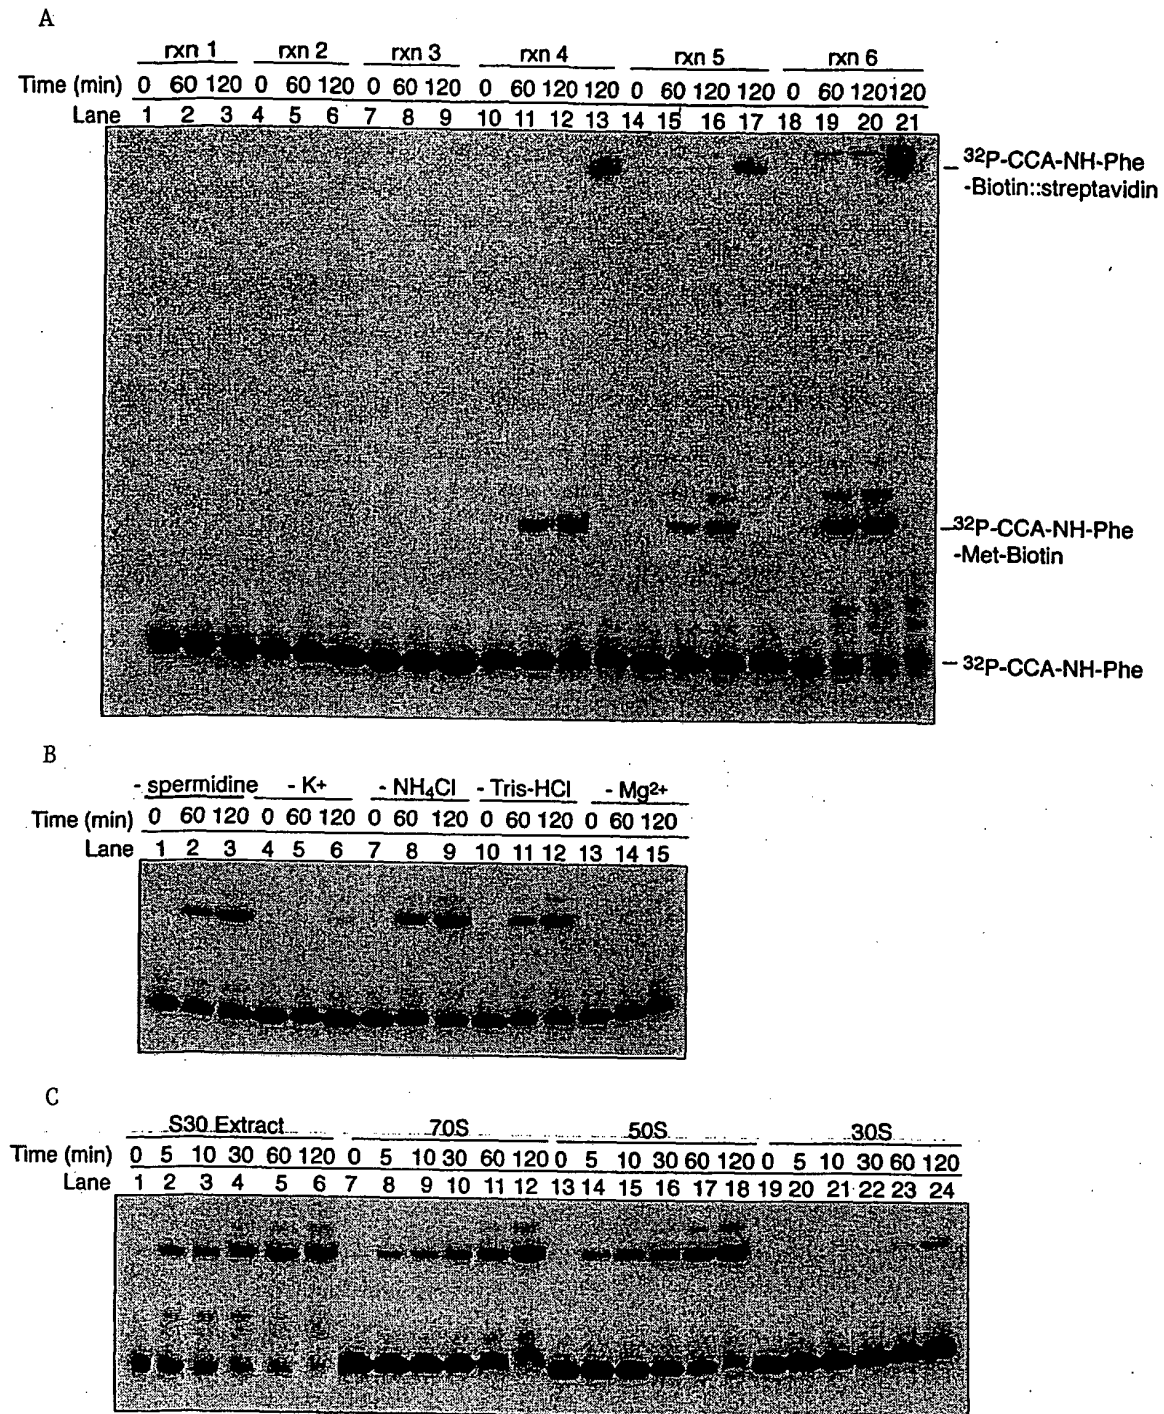 A
rxn 1 rxn 2 rxn 3 rxn 4 rxn 5 rxn 6
Time (min) 0 60 120 0 60 120 0 60 120 0 60 120 120 0 60 120 120 0 60 120 120
Lane 1 2 3 4 5 6 7 8 9 10 11 12 13 14 15 16 17 18 19 20 21
32P-CCA-NH-Phe
-Biotin::streptavidin
32P-CCA-NH-Phe
-Met-Biotin
32P-CCA-NH-Phe
B
- spermidine - K+ - NH4Cl - Tris-HCl - Mg2+
Time (min) 0 60 120 0 60 120 0 60 120 0 60 120 0 60 120
Lane 1 2 3 4 5 6 7 8 9 10 11 12 13 14 15
C
S30 Extract 70S 50S 30S
Time (min) 0 5 10 30 60 120 0 5 10 30 60 120 0 5 10 30 60 120 0 5 10 30 60 120
Lane 1 2 3 4 5 6 7 8 9 10 11 12 13 14 15 16 17 18 19 20 21 22 23 24